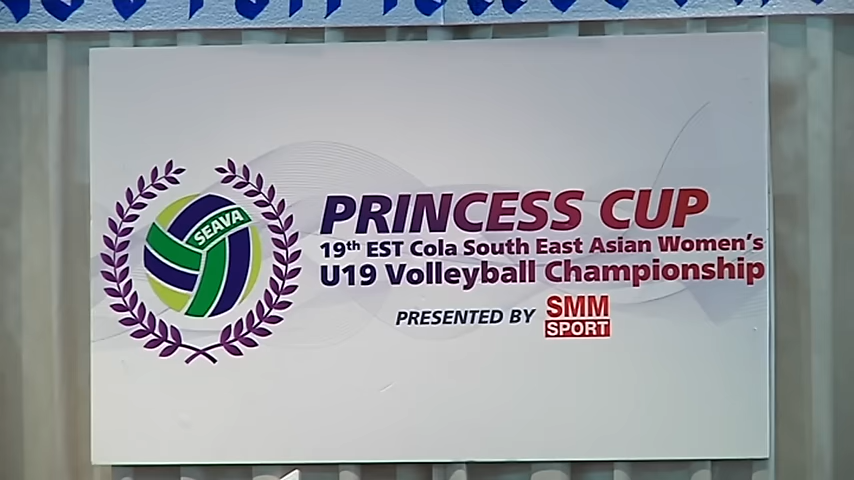 SEAVA
PRINCESS CUP
19th EST Cola South East Asian Women's
U19 Volleyball Championship
PRESENTED BY SMM
SPORT